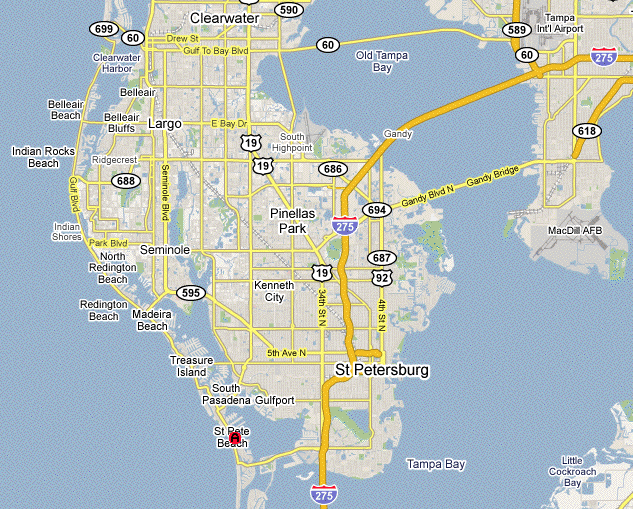 Clearwater
590
699
60
Drew St
Gulf To Bay Blvd
60
589
Tampa
Int'l Airport
60
275
Clearwater
Harbor
Old Tampa
Bay
Belleair
Belleair
Beach
Belleair
Bluffs
Largo
E Bay Dr
19
South
Highpoint
Gandy
618
Indian Rocks
Beach
Ridgecrest
19
686
688
Gulf Blvd
Seminole Blvd
Gandy Blvd N
Gandy Bridge
694
Pinellas
Park
275
Indian
Shores
Park Blvd
Seminole
MacDill AFB
North
Redington
Beach
687
19
92
Kenneth
City
595
34th St N
4th St N
Redington
Beach
Madeira
Beach
5th Ave N
Treasure
Island
St Petersburg
South
Pasadena
Gulfport
St Pete
Beach
A
Tampa Bay
Little
Cockroach
Bay
275